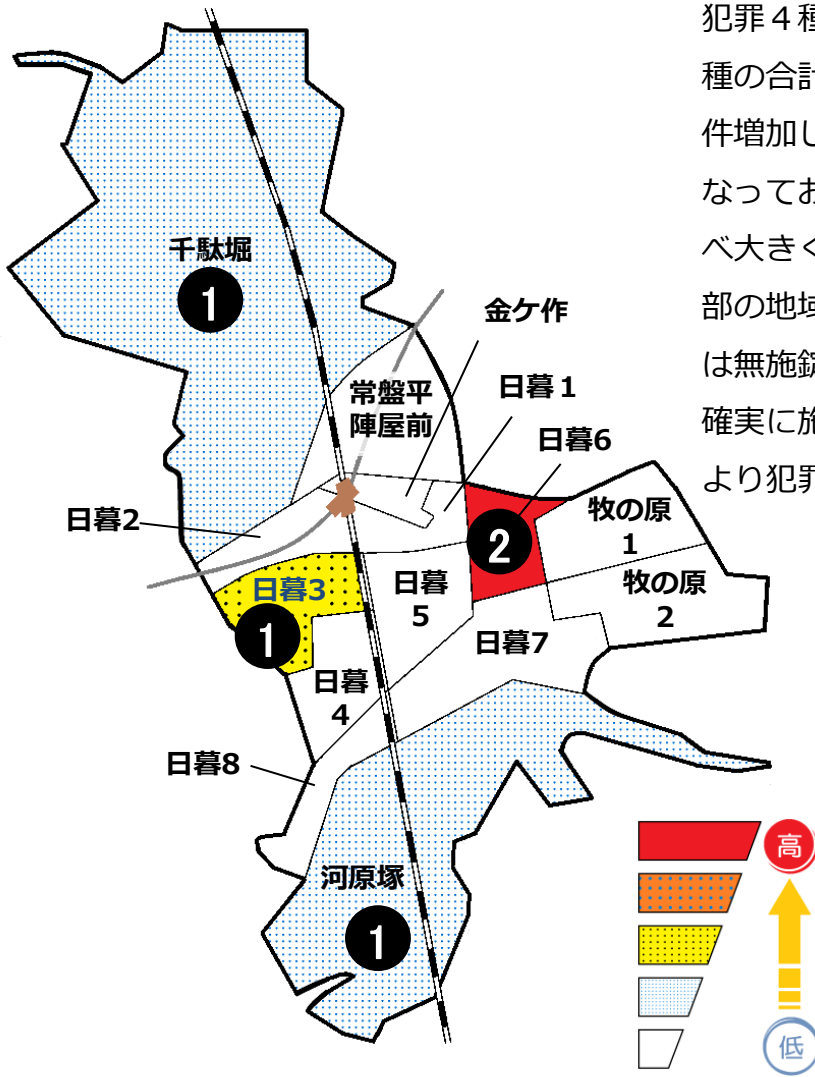 犯罪４種
種の合計
件増加し
なってお
べ大きく
部の地域
は無施錠
確実に施
より犯罪
千駄堀
1
金ケ作
常盤平
陣屋前
日暮１
日暮6
日暮2
2
牧の原
1
日暮3
1
日暮
5
牧の原
2
日暮7
日暮
4
日暮8
河原塚
1
高
低